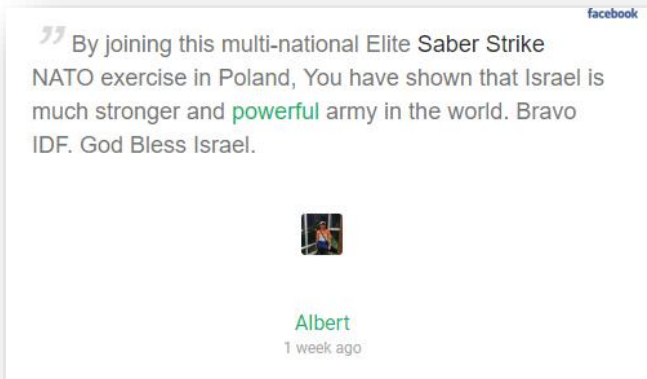 facebook
” By joining this multi-national Elite Saber Strike
NATO exercise in Poland, You have shown that Israel is
much stronger and powerful army in the world. Bravo
IDF. God Bless Israel.
Albert
1 week ago